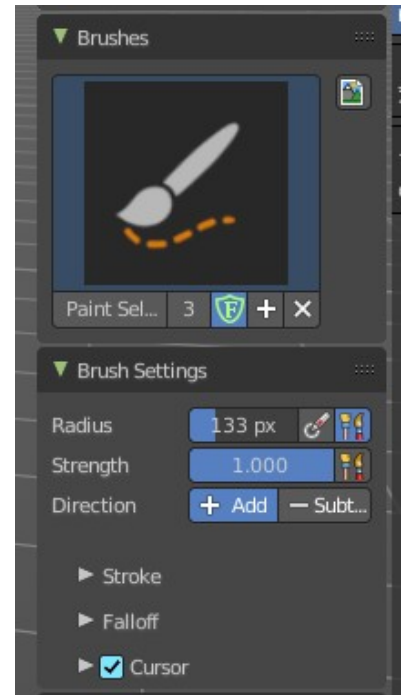 Brushes
Paint Sel... 3 F
Brush Settings
Radius 133 px
Strength 1.000
Direction + Add — Subt...
Stroke
Falloff
Cursor